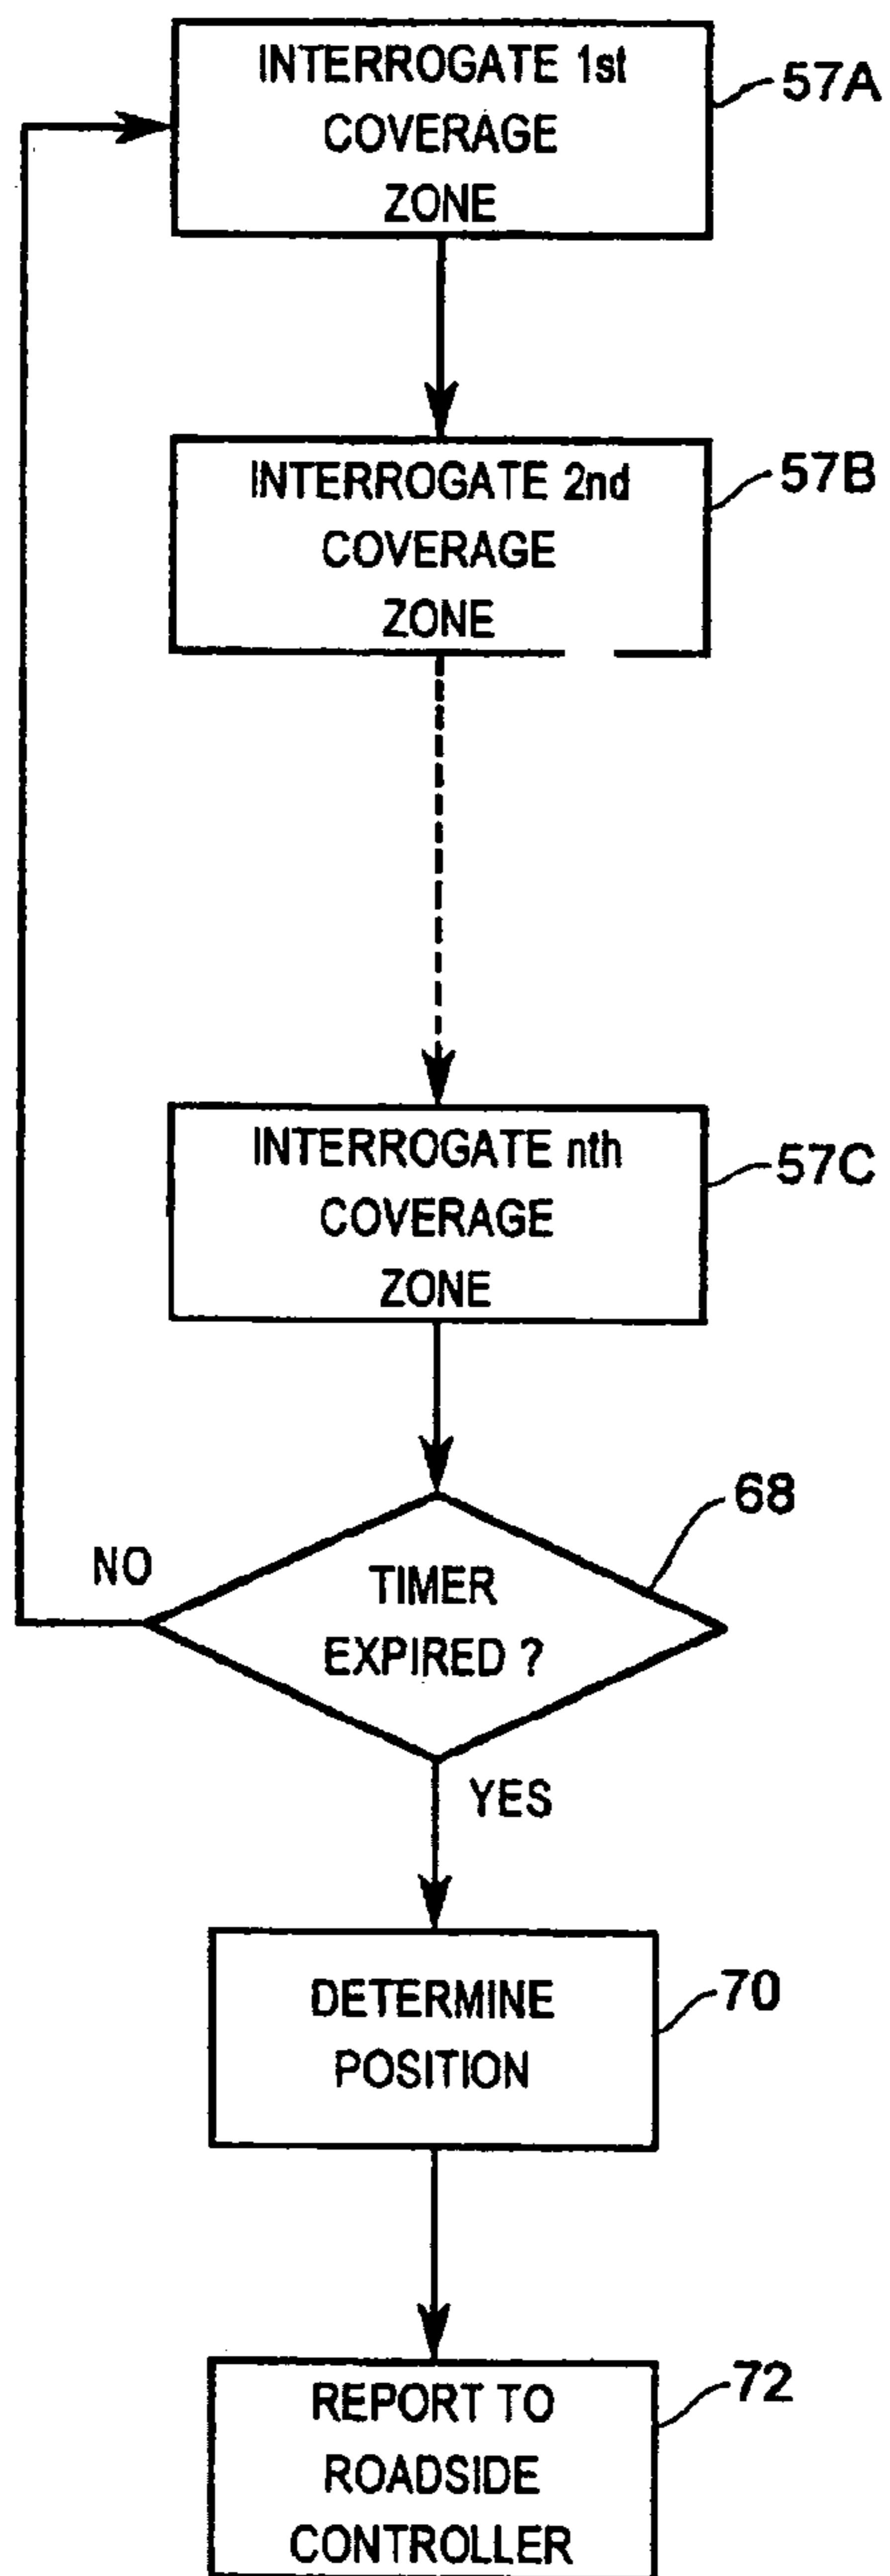 INTERROGATE 1st
COVERAGE
ZONE
57A
INTERROGATE 2nd
COVERAGE
ZONE
57B
INTERROGATE nth
COVERAGE
ZONE
57C
TIMER
EXPIRED ?
68
NO
YES
DETERMINE
POSITION
70
REPORT TO
ROADSIDE
CONTROLLER
72